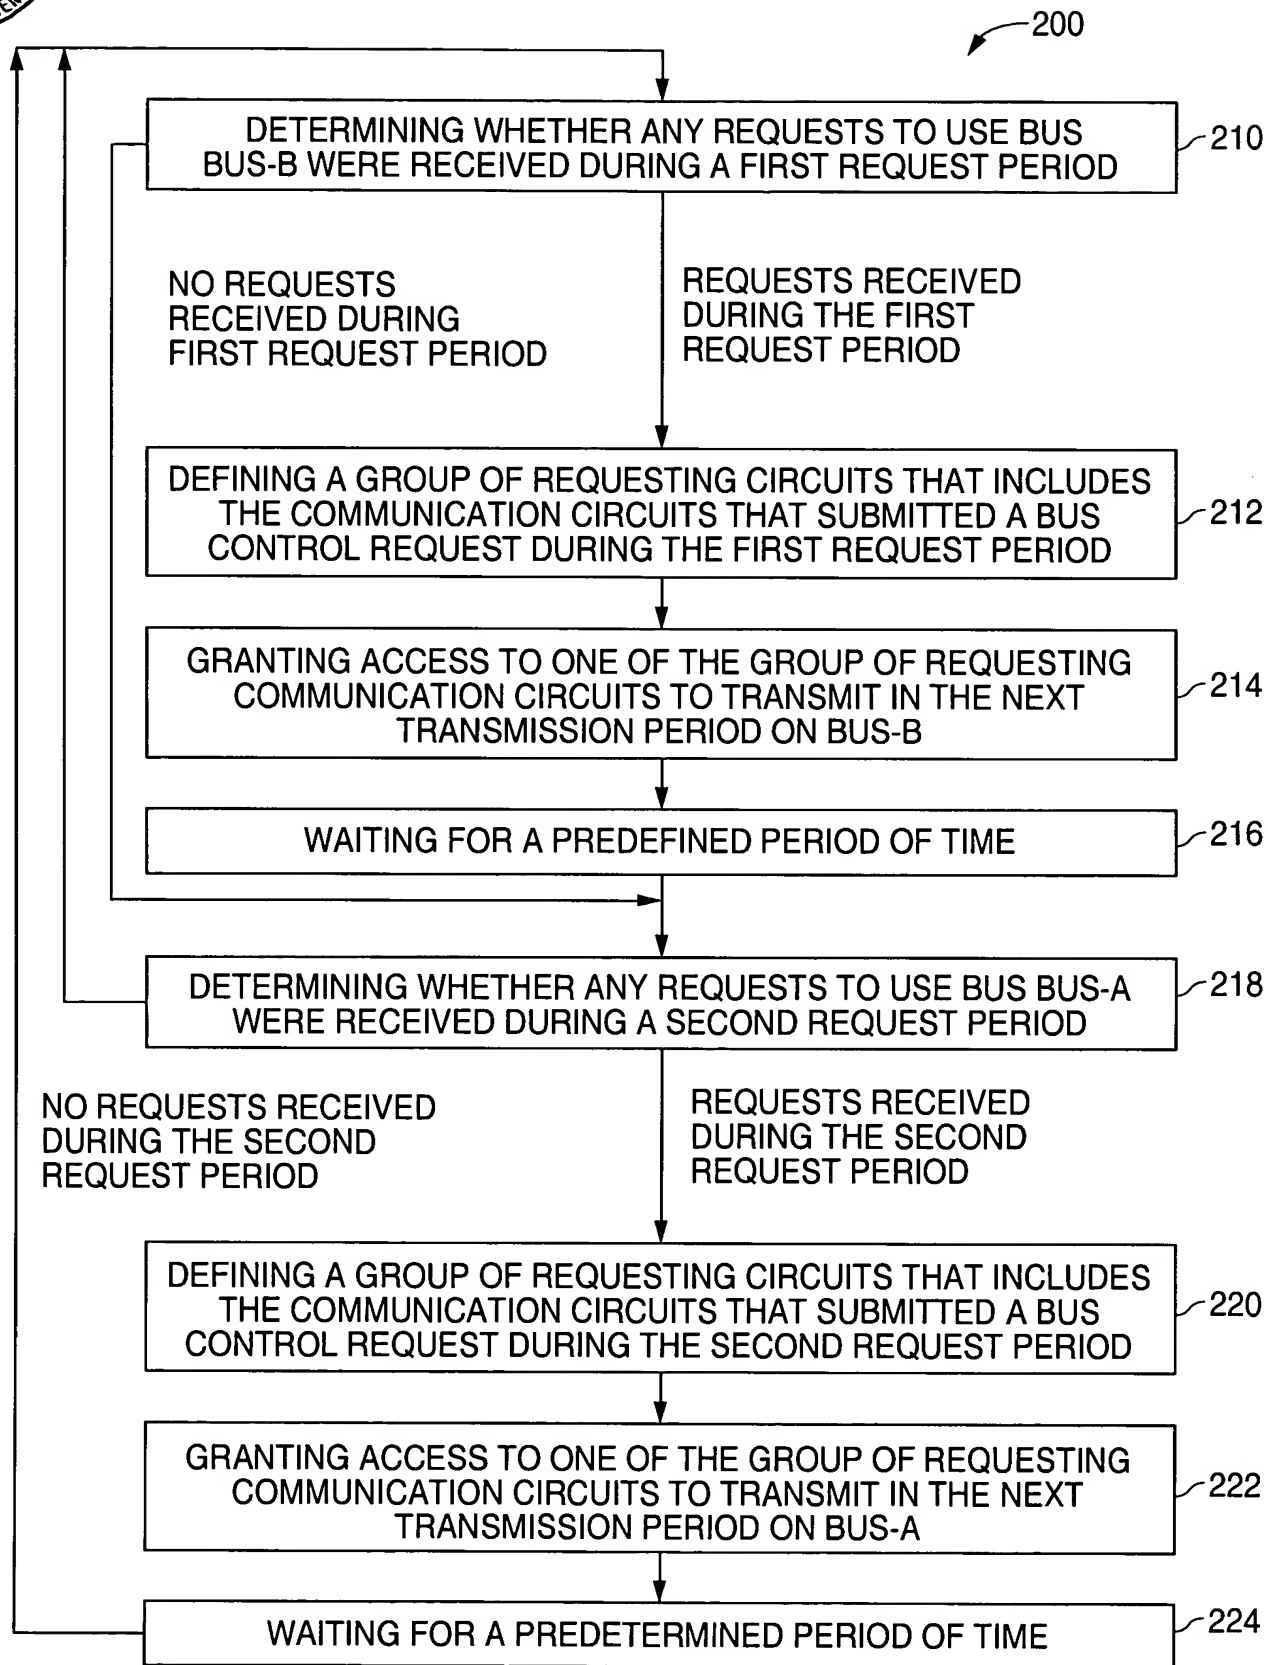 200
DETERMINING WHETHER ANY REQUESTS TO USE BUS
BUS-B WERE RECEIVED DURING A FIRST REQUEST PERIOD
210
NO REQUESTS
RECEIVED DURING
FIRST REQUEST PERIOD
REQUESTS RECEIVED
DURING THE FIRST
REQUEST PERIOD
DEFINING A GROUP OF REQUESTING CIRCUITS THAT INCLUDES
THE COMMUNICATION CIRCUITS THAT SUBMITTED A BUS
CONTROL REQUEST DURING THE FIRST REQUEST PERIOD
212
GRANTING ACCESS TO ONE OF THE GROUP OF REQUESTING
COMMUNICATION CIRCUITS TO TRANSMIT IN THE NEXT
TRANSMISSION PERIOD ON BUS-B
214
WAITING FOR A PREDEFINED PERIOD OF TIME
216
DETERMINING WHETHER ANY REQUESTS TO USE BUS BUS-A
WERE RECEIVED DURING A SECOND REQUEST PERIOD
218
NO REQUESTS RECEIVED
DURING THE SECOND
REQUEST PERIOD
REQUESTS RECEIVED
DURING THE SECOND
REQUEST PERIOD
DEFINING A GROUP OF REQUESTING CIRCUITS THAT INCLUDES
THE COMMUNICATION CIRCUITS THAT SUBMITTED A BUS
CONTROL REQUEST DURING THE SECOND REQUEST PERIOD
220
GRANTING ACCESS TO ONE OF THE GROUP OF REQUESTING
COMMUNICATION CIRCUITS TO TRANSMIT IN THE NEXT
TRANSMISSION PERIOD ON BUS-A
222
WAITING FOR A PREDETERMINED PERIOD OF TIME
224